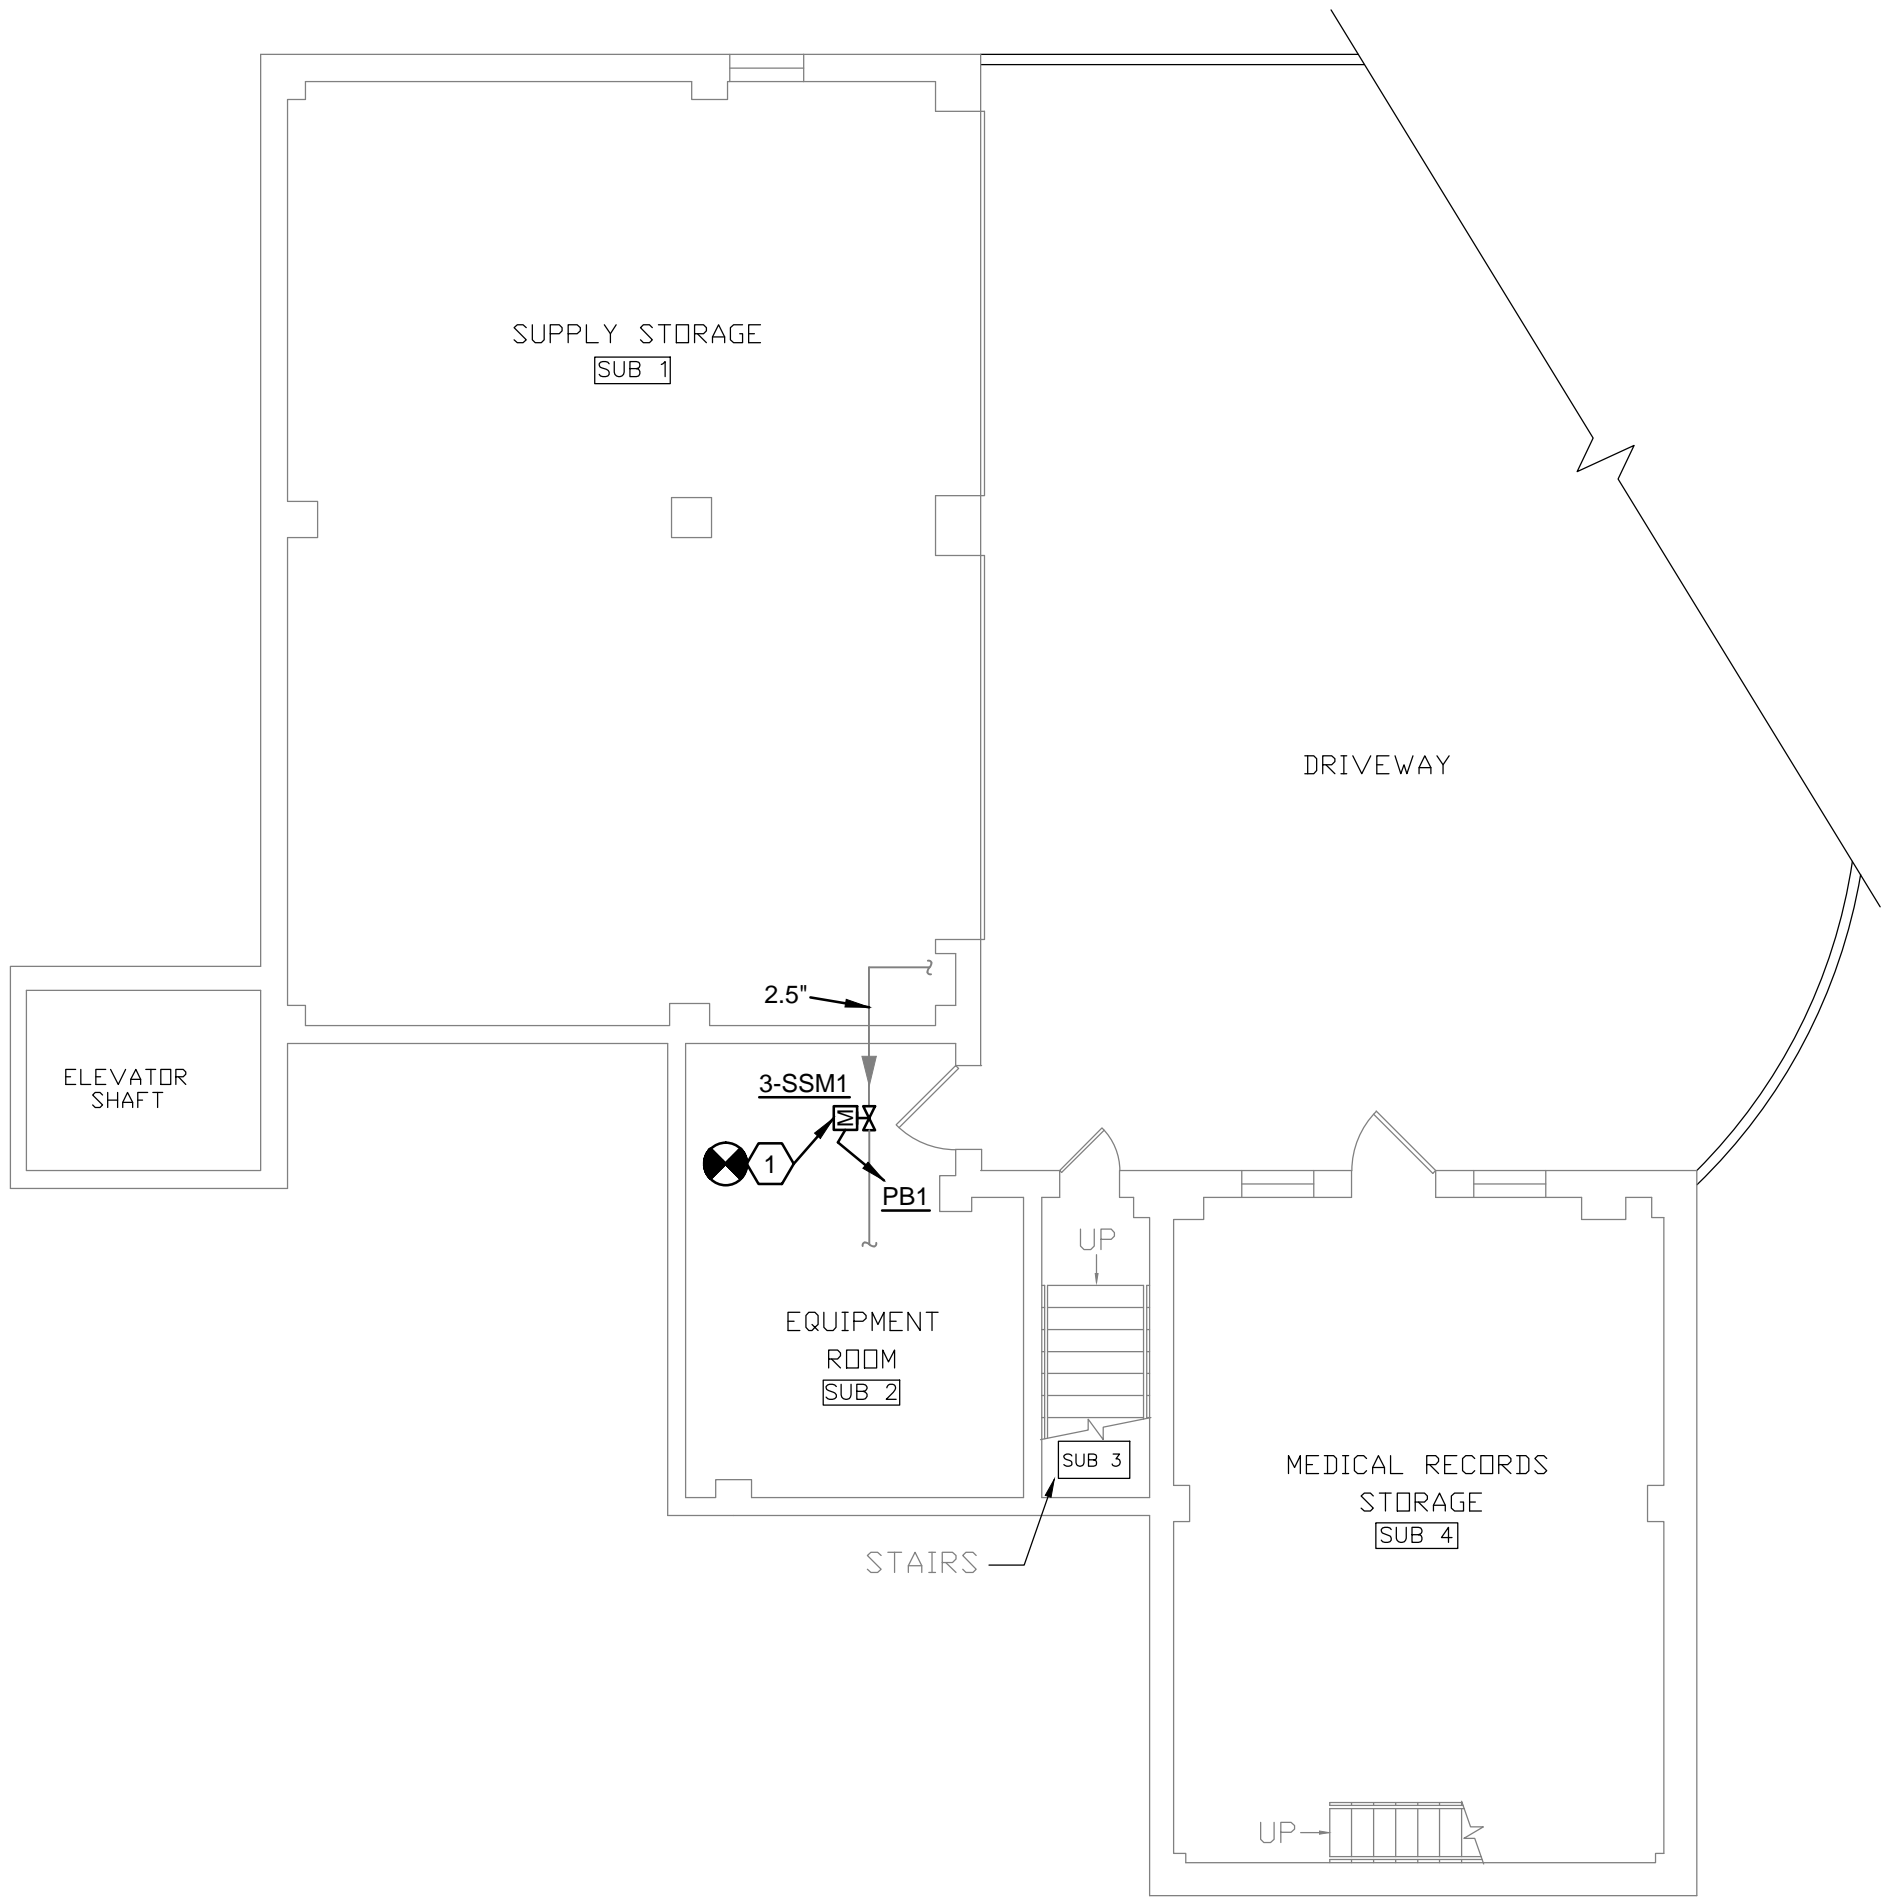 SUPPLY STORAGE
SUB 1
DRIVEWAY
2.5"
ELEVATOR
SHAFT
3-SSM1
M
1
PB1
UP
EQUIPMENT
ROOM
SUB 2
SUB 3
MEDICAL RECORDS
STORAGE
SUB 4
STAIRS
UP